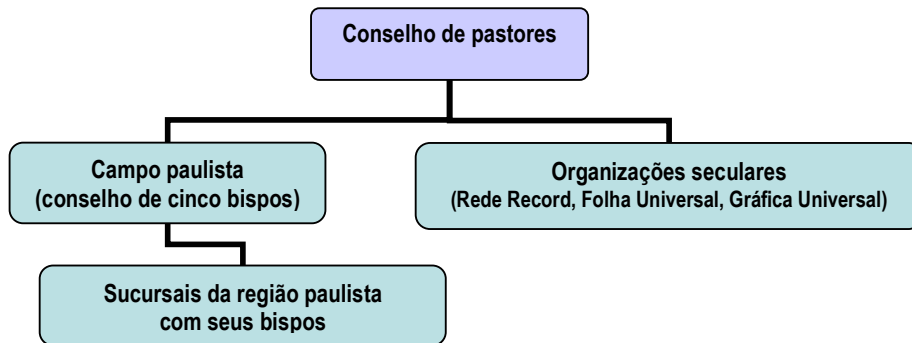 Conselho de pastores
Campo paulista
(conselho de cinco bispos)
Organizações seculares
(Rede Record, Folha Universal, Gráfica Universal)
Sucursais da região paulista
com seus bispos